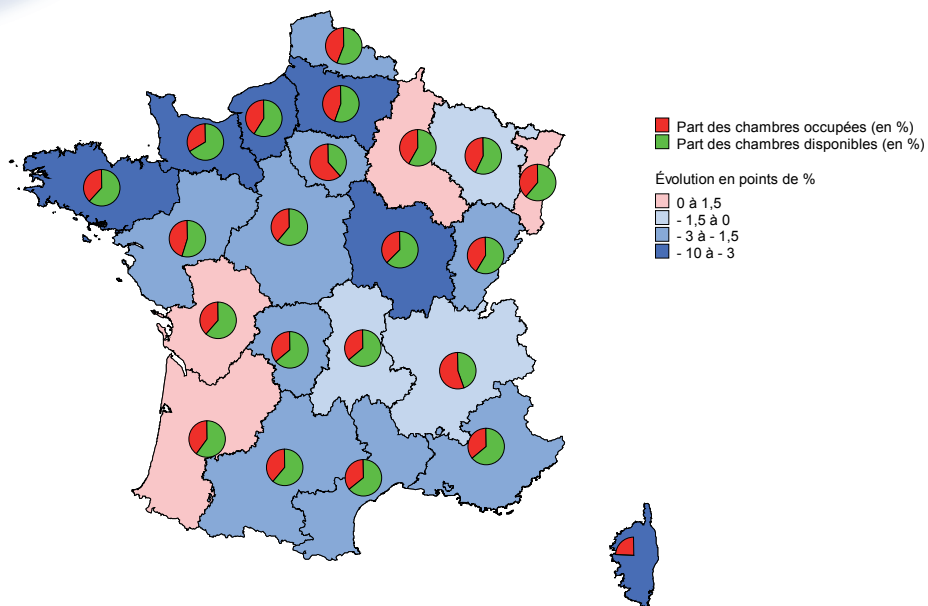 Part des chambres occupées (en %)
Part des chambres disponibles (en %)
Évolution en points de %
0 à 1,5
- 1,5 à 0
- 3 à - 1,5
- 10 à - 3